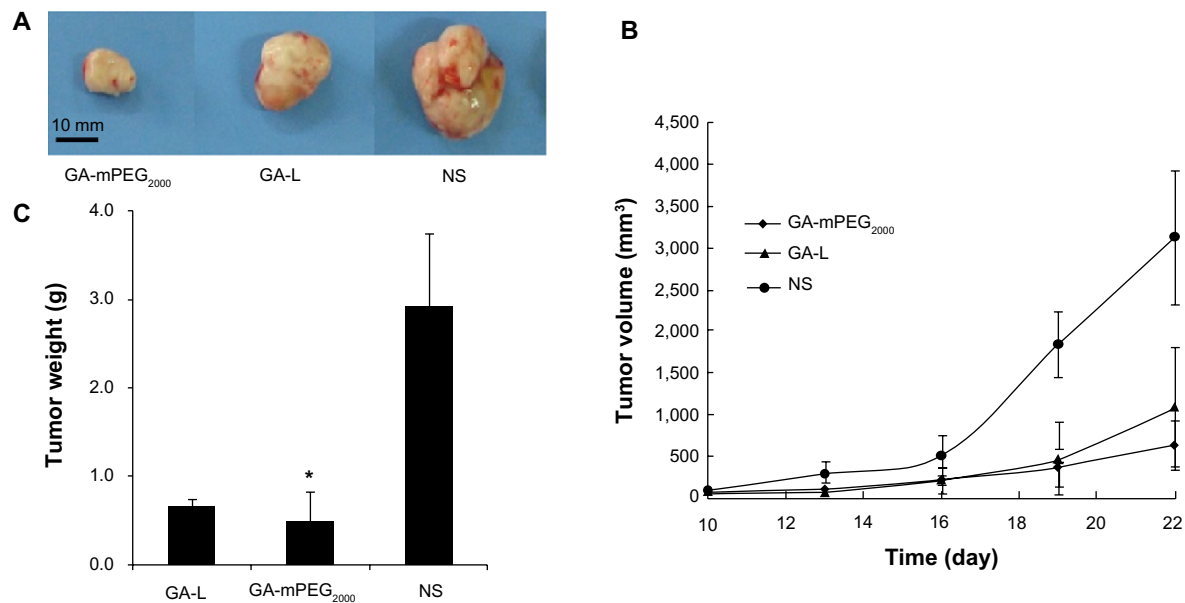 A
10 mm
GA-mPEG2000 GA-L NS
B
Tumor volume (mm³)
4,500
4,000
3,500
3,000
2,500
2,000
1,500
1,000
500
0
GA-mPEG2000
GA-L
NS
10 12 14 16 18 20 22
Time (day)
C
Tumor weight (g)
4.0
3.0
2.0
1.0
0.0
*
GA-L GA-mPEG2000 NS